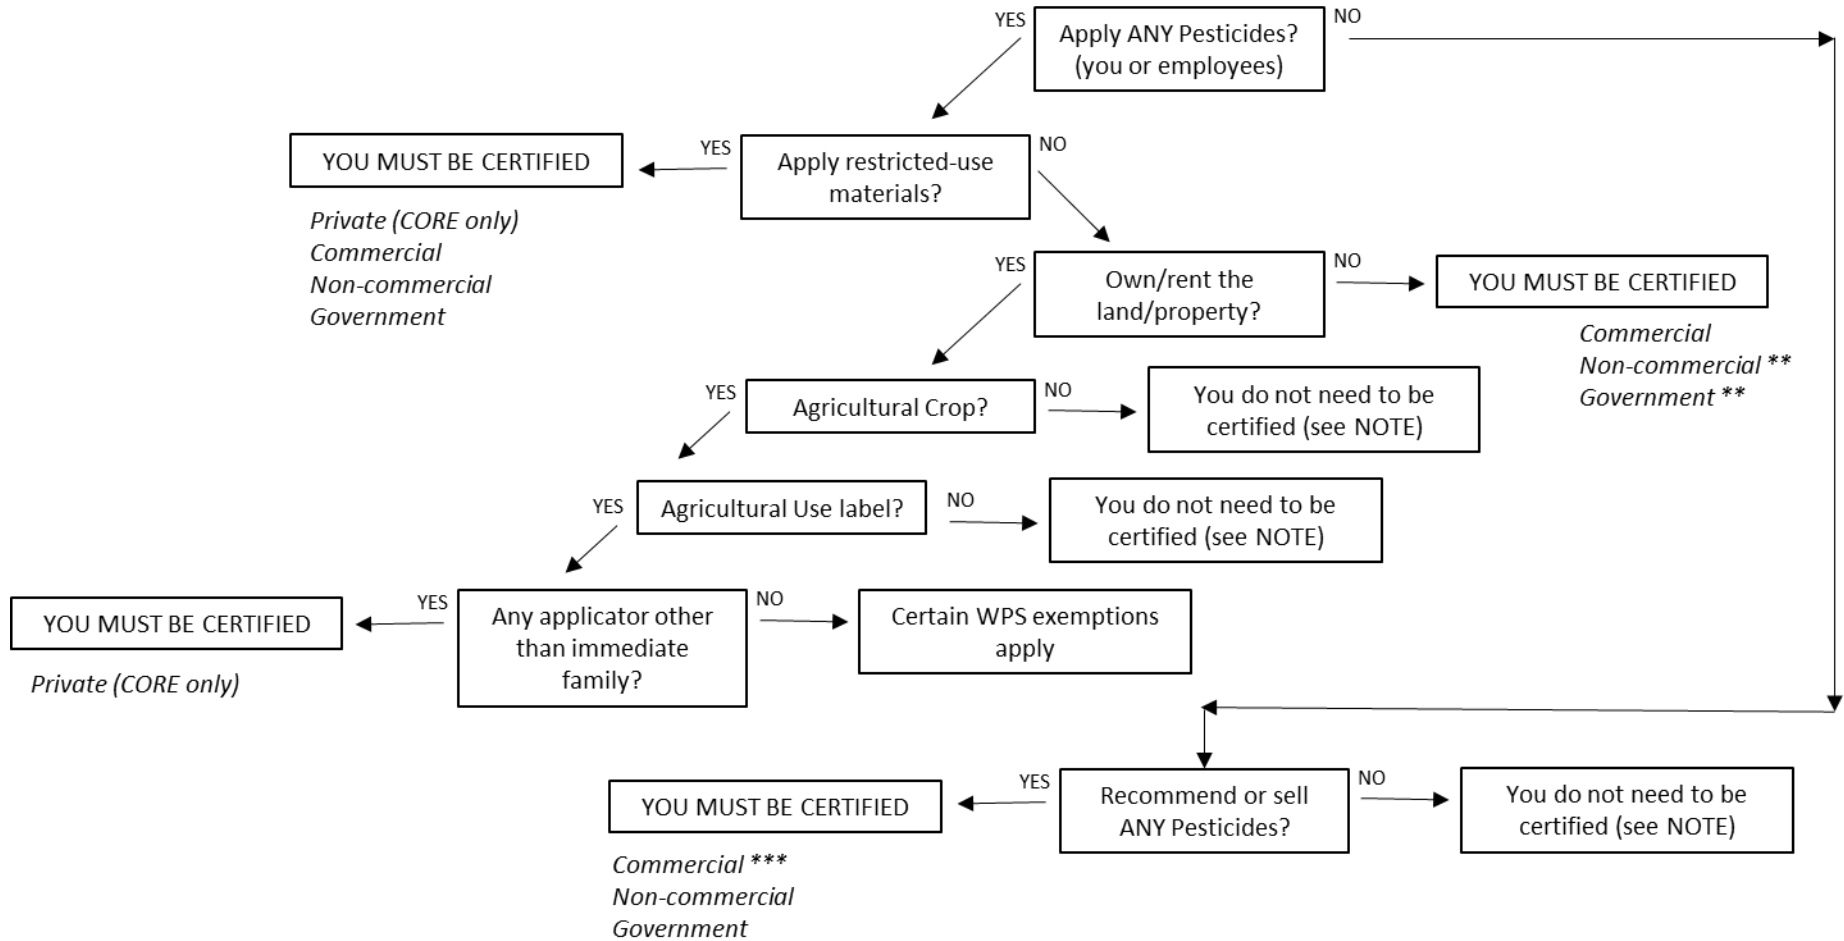 YES
Apply ANY Pesticides?
(you or employees)
NO
YOU MUST BE CERTIFIED
Private (CORE only)
Commercial
Non-commercial
Government
YES
Apply restricted-use
materials?
NO
YES
Own/rent the
land/property?
NO
YOU MUST BE CERTIFIED
Commercial
Non-commercial **
Government **
YES
Agricultural Crop?
NO
You do not need to be
certified (see NOTE)
YES
Agricultural Use label?
NO
You do not need to be
certified (see NOTE)
YOU MUST BE CERTIFIED
Private (CORE only)
YES
Any applicator other
than immediate
family?
NO
Certain WPS exemptions
apply
YOU MUST BE CERTIFIED
Commercial ***
Non-commercial
Government
YES
Recommend or sell
ANY Pesticides?
NO
You do not need to be
certified (see NOTE)